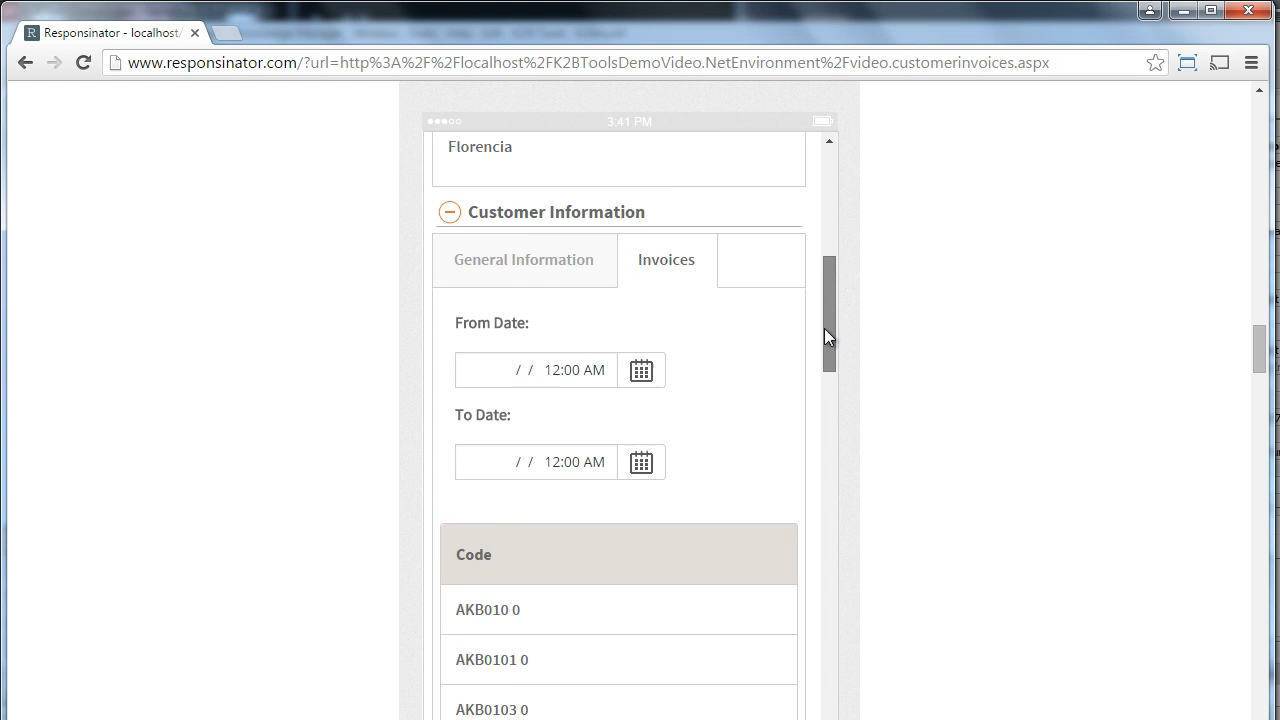 Responsinator - localhost/
www.responsinator.com/?url=http%3A%2F%2Flocalhost%2FK2BToolsDemoVideo.NetEnvironment%2Fvideo.customerinvoices.aspx
3:41 PM
Florencia
Customer Information
General Information Invoices
From Date:
/ / 12:00 AM
To Date:
/ / 12:00 AM
Code
AKB010 0
AKB0101 0
AKB0103 0